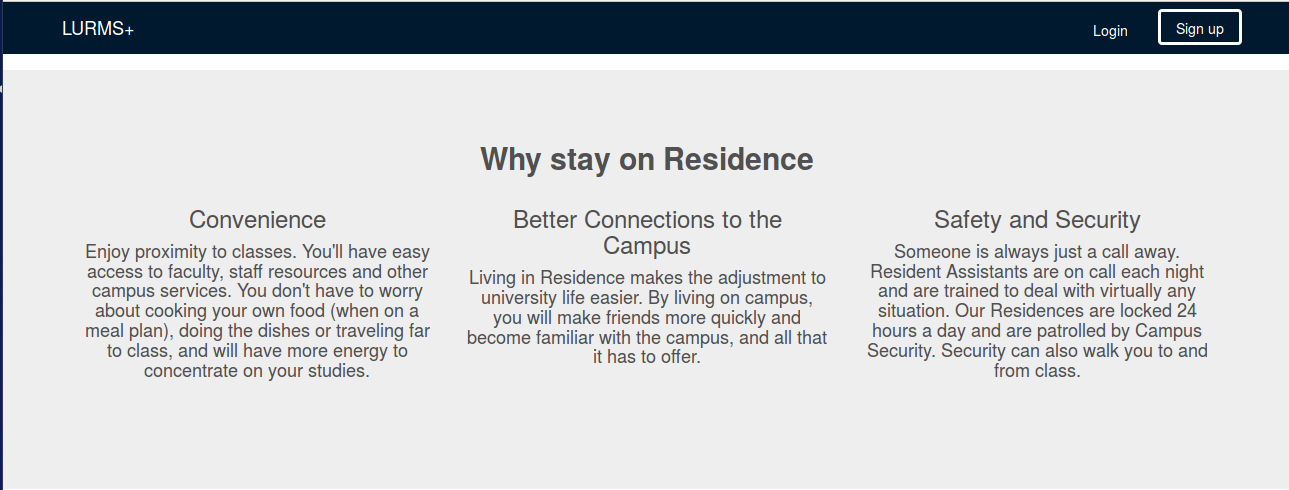 LURMS+
Login
Sign up
Why stay on Residence
Convenience
Enjoy proximity to classes. You'll have easy
access to faculty, staff resources and other
campus services. You don't have to worry
about cooking your own food (when on a
meal plan), doing the dishes or traveling far
to class, and will have more energy to
concentrate on your studies.
Better Connections to the
Campus
Living in Residence makes the adjustment to
university life easier. By living on campus,
you will make friends more quickly and
become familiar with the campus, and all that
it has to offer.
Safety and Security
Someone is always just a call away.
Resident Assistants are on call each night
and are trained to deal with virtually any
situation. Our Residences are locked 24
hours a day and are patrolled by Campus
Security. Security can also walk you to and
from class.